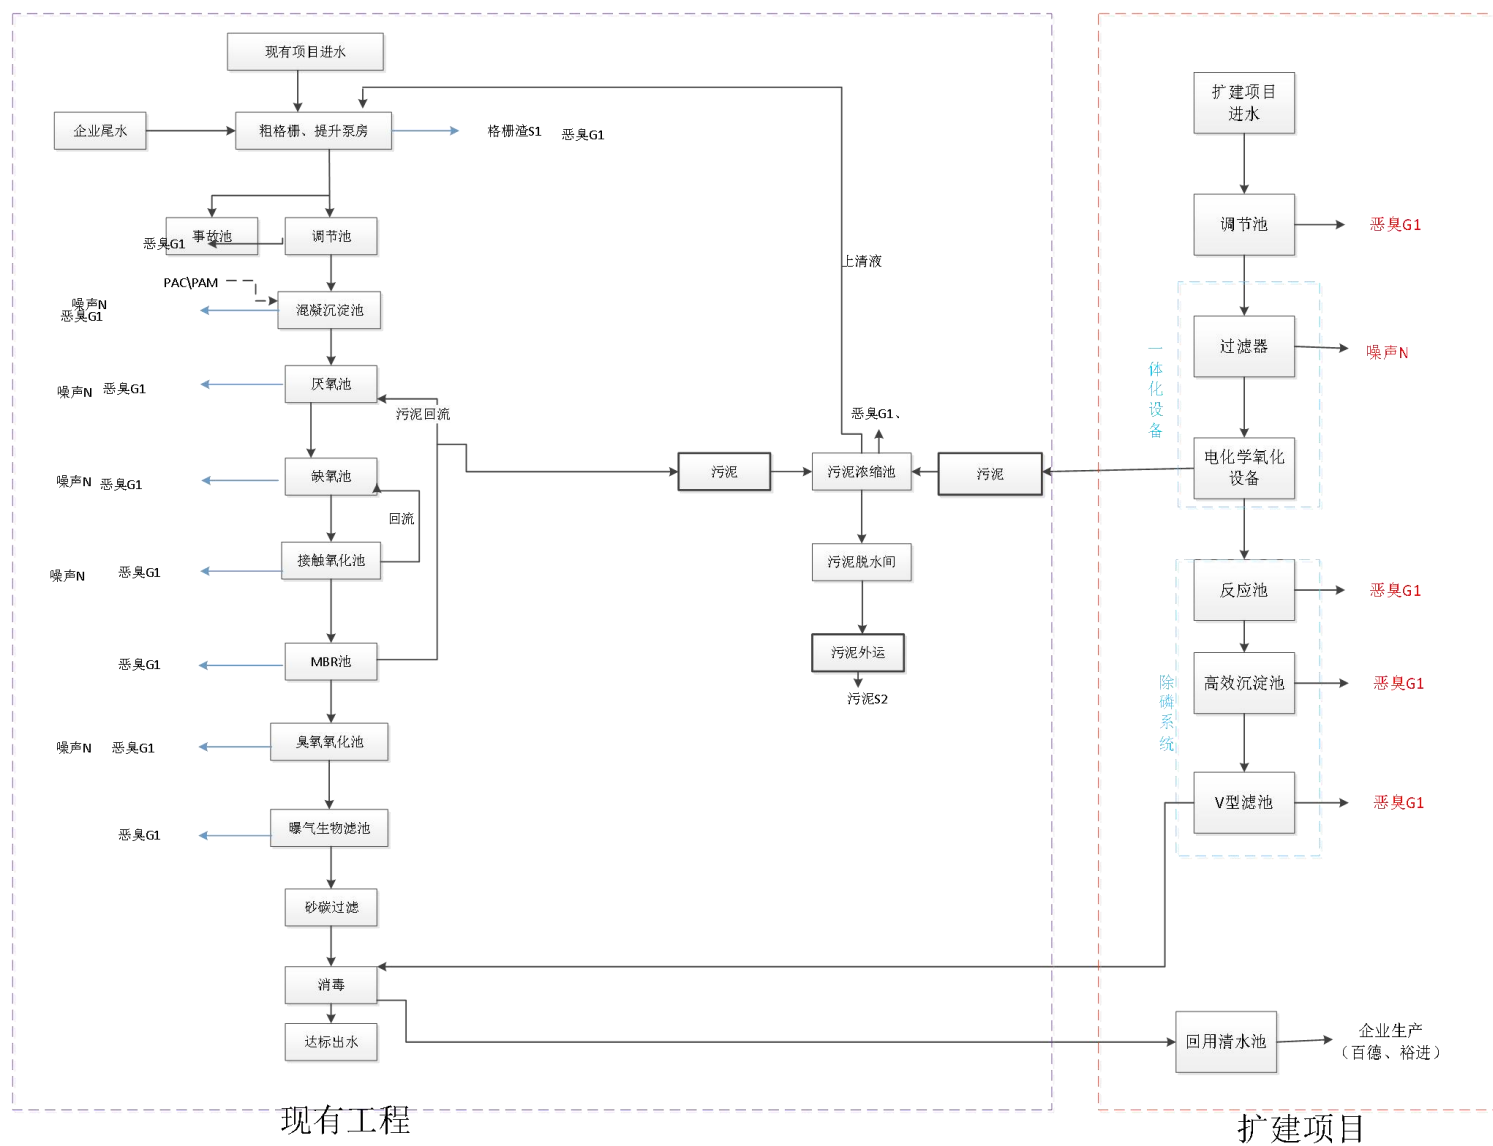 现有项目进水
企业尾水
粗格栅、提升泵房
格栅渣S1
恶臭G1
事故池
恶臭G1
调节池
PAC\PAM
混凝沉淀池
噪声N
恶臭G1
厌氧池
噪声N
恶臭G1
污泥回流
缺氧池
噪声N
恶臭G1
回流
接触氧化池
噪声N
恶臭G1
MBR池
恶臭G1
臭氧氧化池
噪声N
恶臭G1
曝气生物滤池
恶臭G1
砂碳过滤
消毒
达标出水
上清液
恶臭G1、
污泥
污泥浓缩池
污泥
污泥脱水间
污泥外运
污泥S2
现有工程
扩建项目
进水
调节池
恶臭G1
一体化设备
过滤器
噪声N
电化学氧化
设备
除磷系统
反应池
恶臭G1
高效沉淀池
恶臭G1
V型滤池
恶臭G1
回用清水池
企业生产
（百德、裕进）
扩建项目